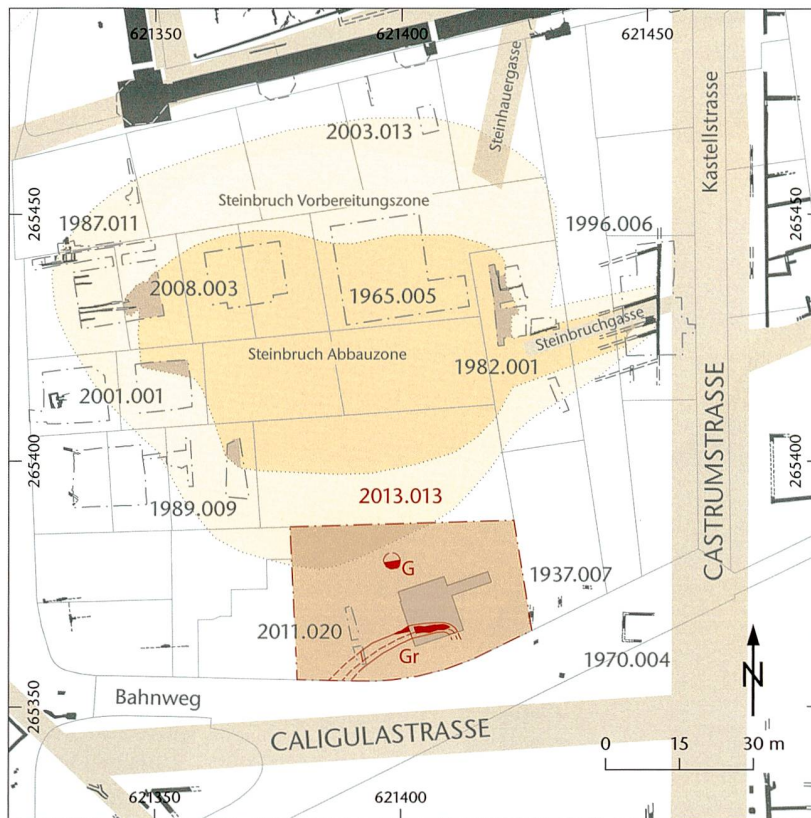 621350
621400
621450
Steinhauergasse
Kastellstrasse
2003.013
265450
Steinbruch Vorbereitungszone
1987.011
1996.006
265450
2008.003
1965.005
Steinbruchgasse
Steinbruch Abbauzone
1982.001
CASTRUMSTRASSE
2001.001
265400
265400
2013.013
1989.009
G
1937.007
2011.020
Gr
1970.004
N
265350
Bahnweg
CALIGULASTRASSE
0 15 30 m
621350
621400